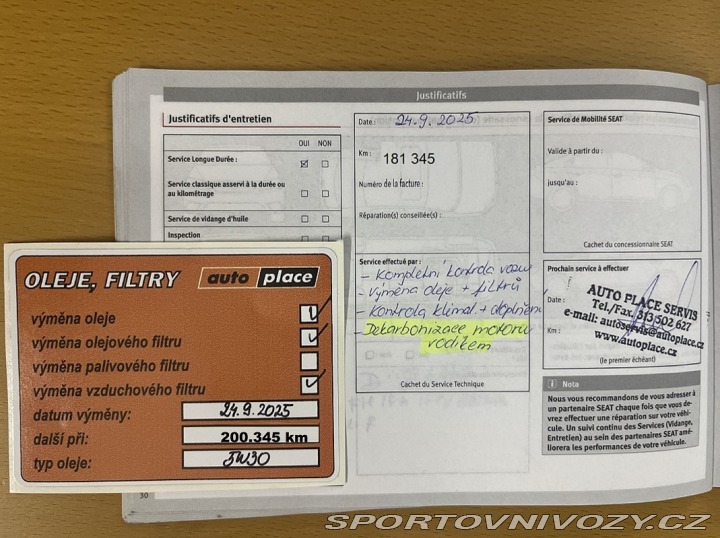 Justificatifs
Justificatifs d'entretien
OUI NON
Service Longue Durée :
Service classique asservi à la durée ou
au kilométrage
Service de vidange d'huile
Inspection
Date : 24.9.2025
Km : 181 345
Numéro de la facture :
Réparation(s) conseillée(s) :
Service effectué par :
- Kompletní kontrola vozu
- Výměna oleje + filtrů
- Kontrola klimat. + doplnění
- Dekarbonizace motoru
vodíkem
Cachet du Service Technique
Service de Mobilité SEAT
Valide à partir du :
jusqu'au :
Cachet du concessionnaire SEAT
Prochain service à effectuer
Date :
Km :
AUTO PLACE SERVIS
Tel./Fax. 313 502 627
e-mail: autoservis@autoplace.cz
www.autoplace.cz
(le premier échéant)
i Nota
Nous vous recommandons de vous adresser à
un partenaire SEAT chaque fois que vous de-
vrez effectuer une réparation sur votre véhi-
cule. Un suivi continu des Services (Vidange,
Entretien) au sein des partenaires SEAT amé-
liorera les performances de votre véhicule.
30
OLEJE, FILTRY auto place
výměna oleje
výměna olejového filtru
výměna palivového filtru
výměna vzduchového filtru
datum výměny: 24.9.2025
další při: 200.345 km
typ oleje: 5W30
SPORTOVNIVOZY.CZ